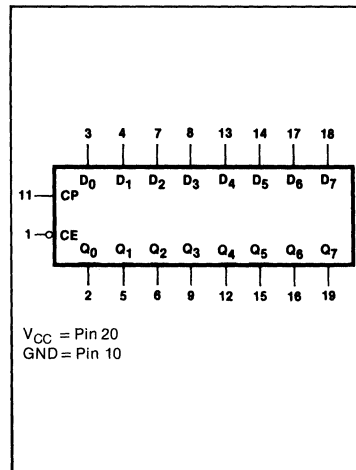 3 4 7 8 13 14 17 18
D0 D1 D2 D3 D4 D5 D6 D7
11 CP
1 CE
Q0 Q1 Q2 Q3 Q4 Q5 Q6 Q7
2 5 6 9 12 15 16 19
VCC = Pin 20
GND = Pin 10